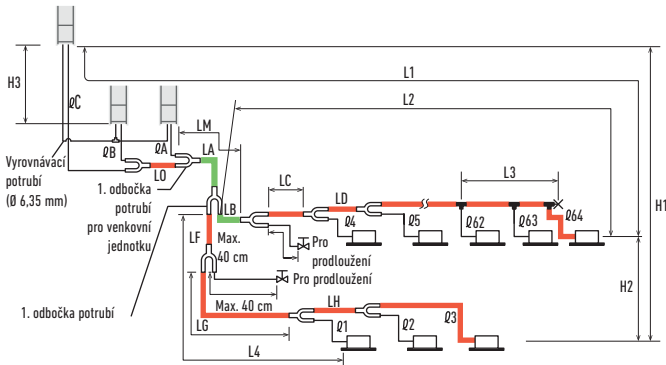 H3
L1
L2
ℓC
LM
ℓB
ℓA
LA
LO
L3
Vyrovnávací
potrubí
(Ø 6,35 mm)
1. odbočka
potrubí
pro venkovní
jednotku
LB
LC
LD
ℓ4
ℓ5
ℓ62
ℓ63
ℓ64
H1
LF
Max.
40 cm
Pro
prodloužení
Pro prodloužení
1. odbočka potrubí
Max. 40 cm
LG
LH
ℓ1
ℓ2
ℓ3
H2
L4